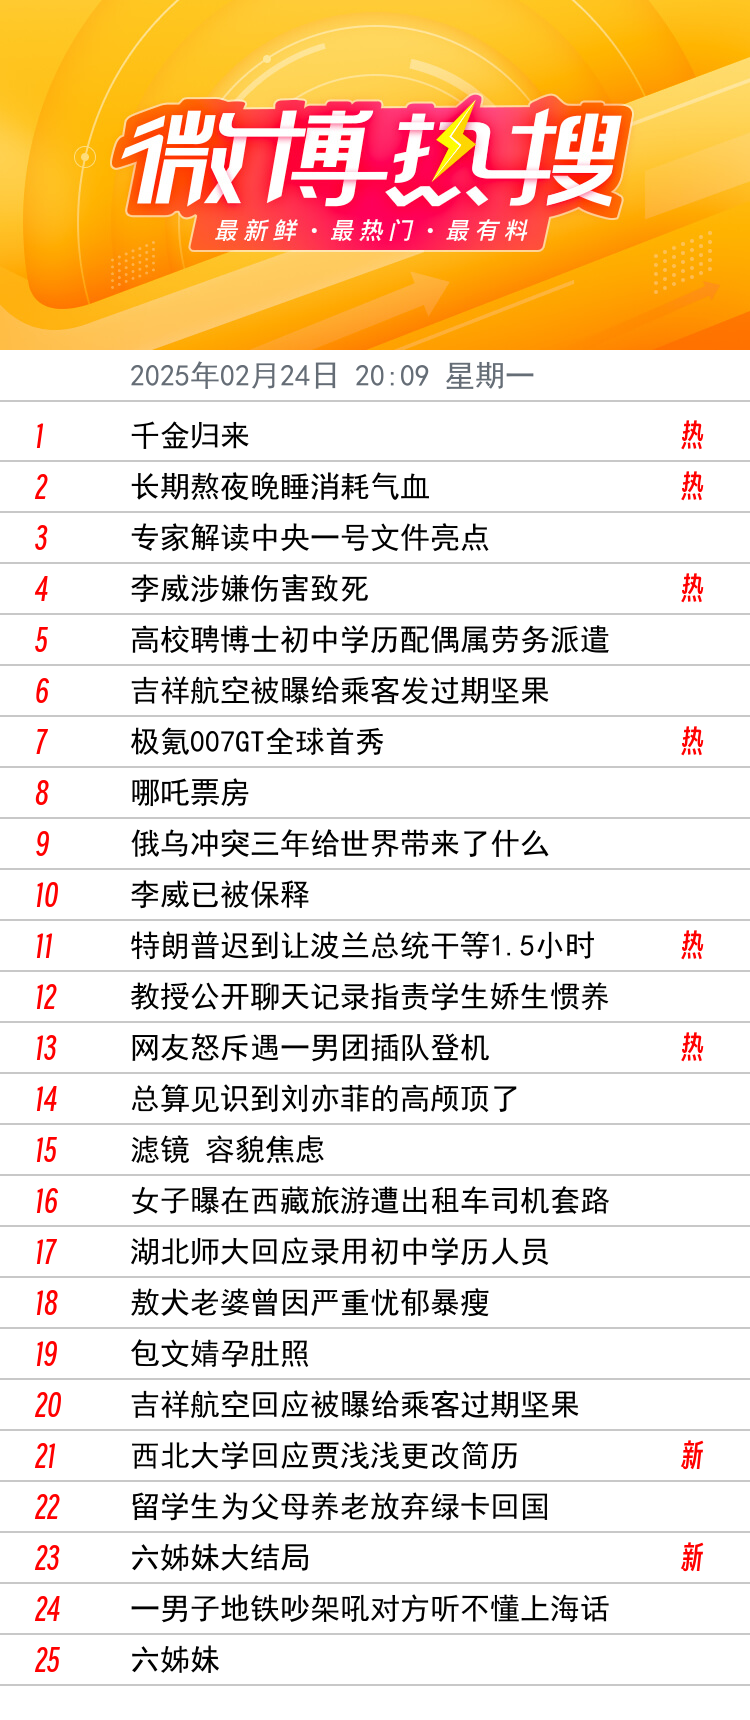 微博热搜
最新鲜·最热门·最有料
2025年02月24日 20:09 星期一
1 千金归来 热
2 长期熬夜晚睡消耗气血 热
3 专家解读中央一号文件亮点
4 李威涉嫌伤害致死 热
5 高校聘博士初中学历配偶属劳务派遣
6 吉祥航空被曝给乘客发过期坚果
7 极氪007GT全球首秀 热
8 哪吒票房
9 俄乌冲突三年给世界带来了什么
10 李威已被保释
11 特朗普迟到让波兰总统干等1.5小时 热
12 教授公开聊天记录指责学生娇生惯养
13 网友怒斥遇一男团插队登机 热
14 总算见识到刘亦菲的高颅顶了
15 滤镜 容貌焦虑
16 女子曝在西藏旅游遭出租车司机套路
17 湖北师大回应录用初中学历人员
18 敖犬老婆曾因严重忧郁暴瘦
19 包文婧孕肚照
20 吉祥航空回应被曝给乘客过期坚果
21 西北大学回应贾浅浅更改简历 新
22 留学生为父母养老放弃绿卡回国
23 六姊妹大结局 新
24 一男子地铁吵架吼对方听不懂上海话
25 六姊妹